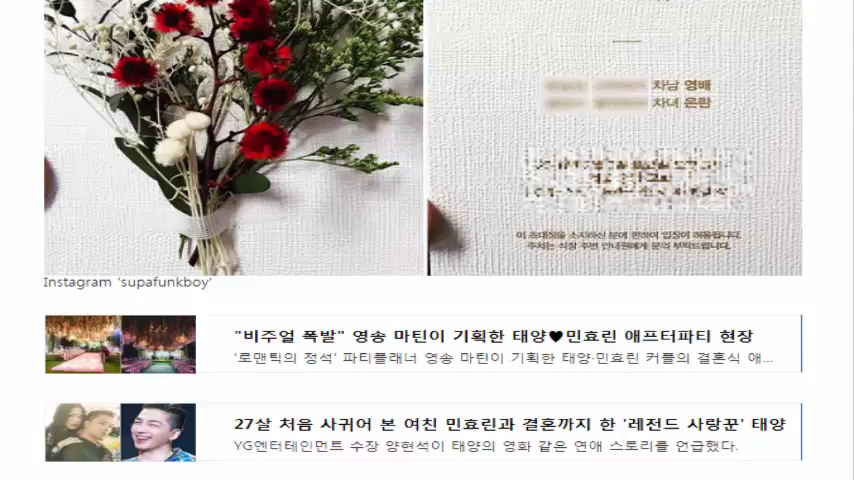 차남 영배
차녀 은란
이 초대장을 소지하신 분에 한하여 입장이 허용됩니다.
주차는 식장 주변 안내원에게 문의 부탁드립니다.
Instagram 'supafunkboy'
"비주얼 폭발" 영송 마틴이 기획한 태양♥민효린 애프터파티 현장
'로맨틱의 정석' 파티플래너 영송 마틴이 기획한 태양·민효린 커플의 결혼식 애...
27살 처음 사귀어 본 여친 민효린과 결혼까지 한 '레전드 사랑꾼' 태양
YG엔터테인먼트 수장 양현석이 태양의 영화 같은 연애 스토리를 언급했다.